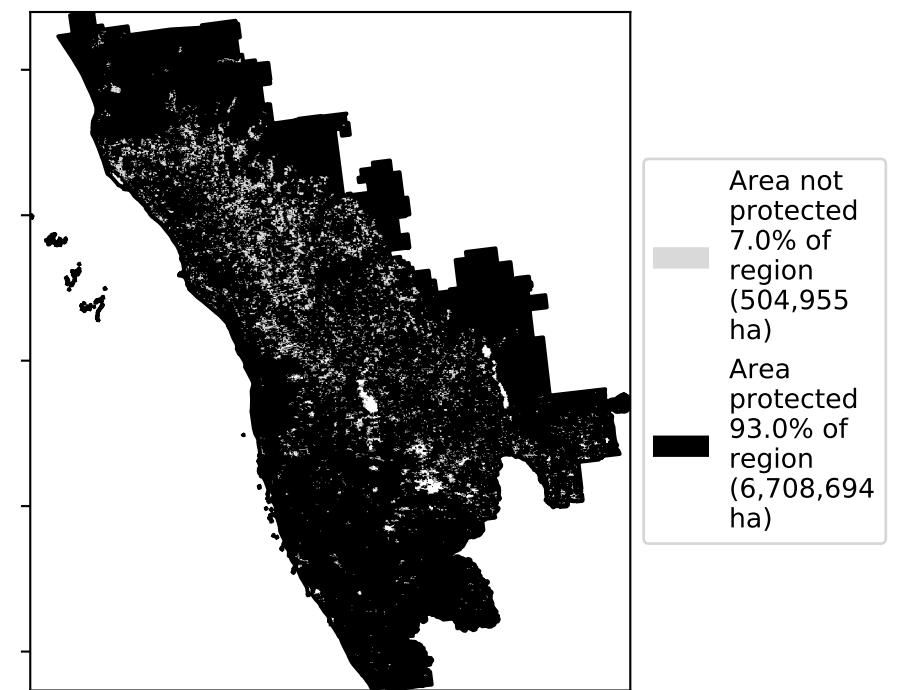 Area not
protected
7.0% of
region
(504,955
ha)
Area
protected
93.0% of
region
(6,708,694
ha)